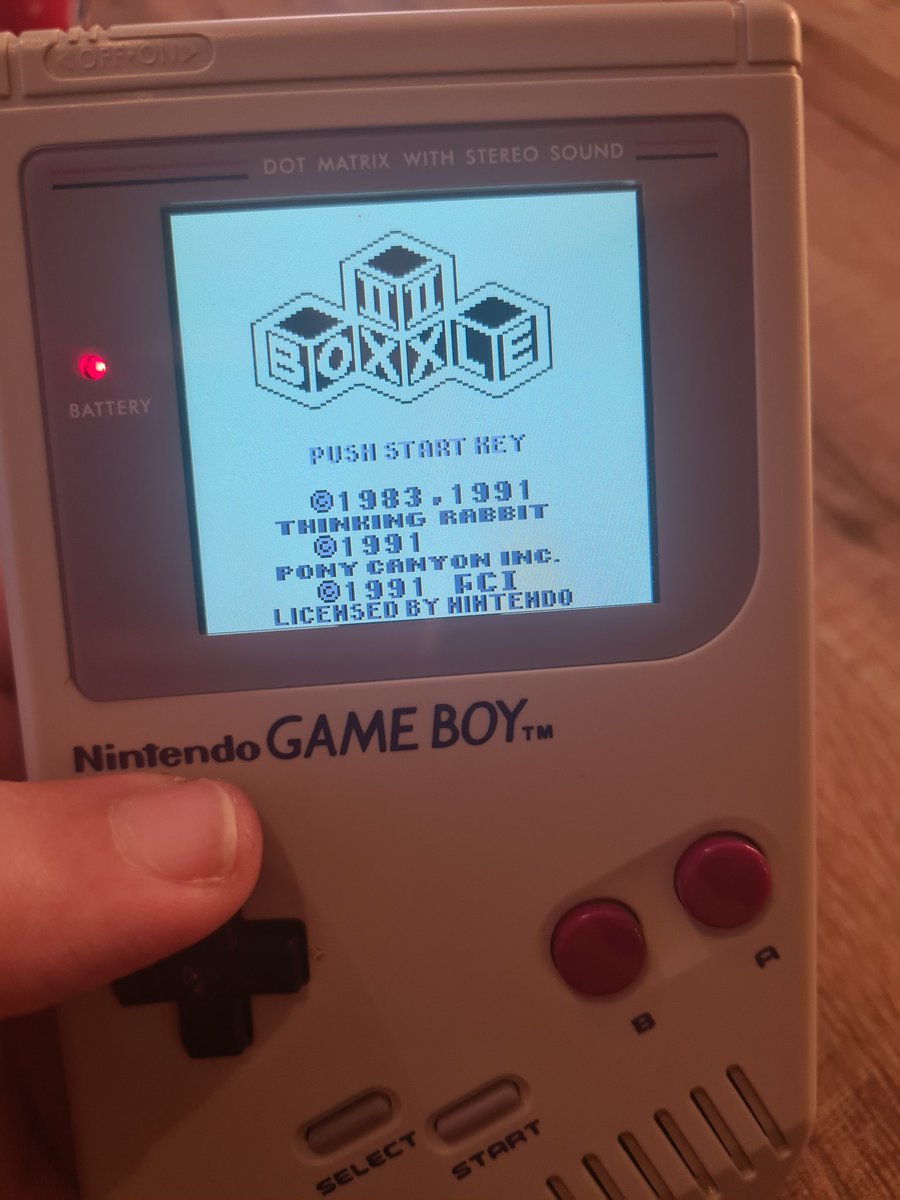 OFF•ON
DOT MATRIX WITH STEREO SOUND
II
BOXXLE
BATTERY
PUSH START KEY
©1983.1991
THINKING RABBIT
©1991
PONY CANYON INC.
©1991 FCI
LICENSED BY NINTENDO
Nintendo GAME BOY™
A
B
SELECT
START